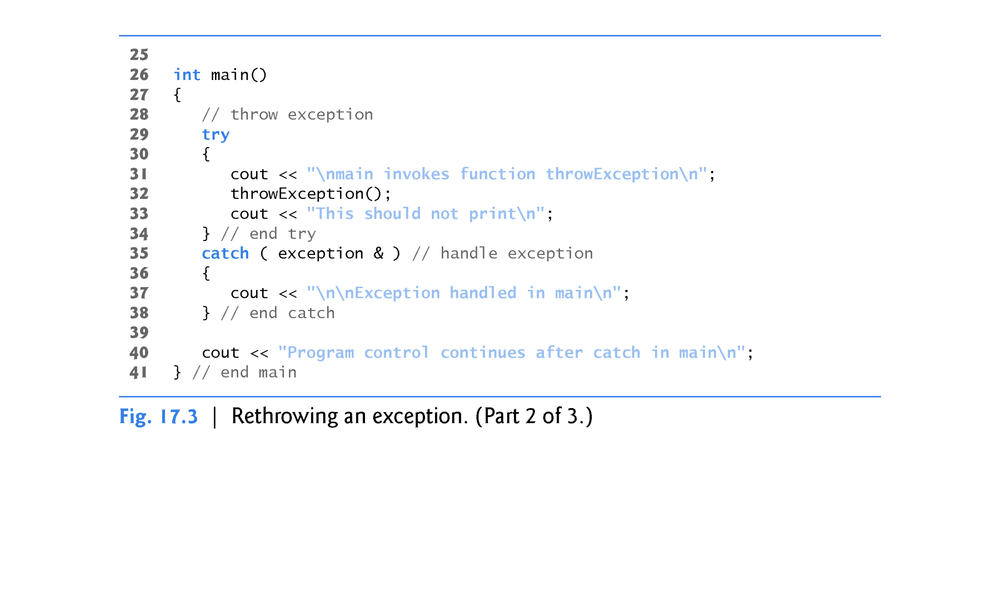 25
26 int main()
27 {
28    // throw exception
29    try
30    {
31       cout << "\nmain invokes function throwException\n";
32       throwException();
33       cout << "This should not print\n";
34    } // end try
35    catch ( exception & ) // handle exception
36    {
37       cout << "\n\nException handled in main\n";
38    } // end catch
39
40    cout << "Program control continues after catch in main\n";
41 } // end main
Fig. 17.3 | Rethrowing an exception. (Part 2 of 3.)